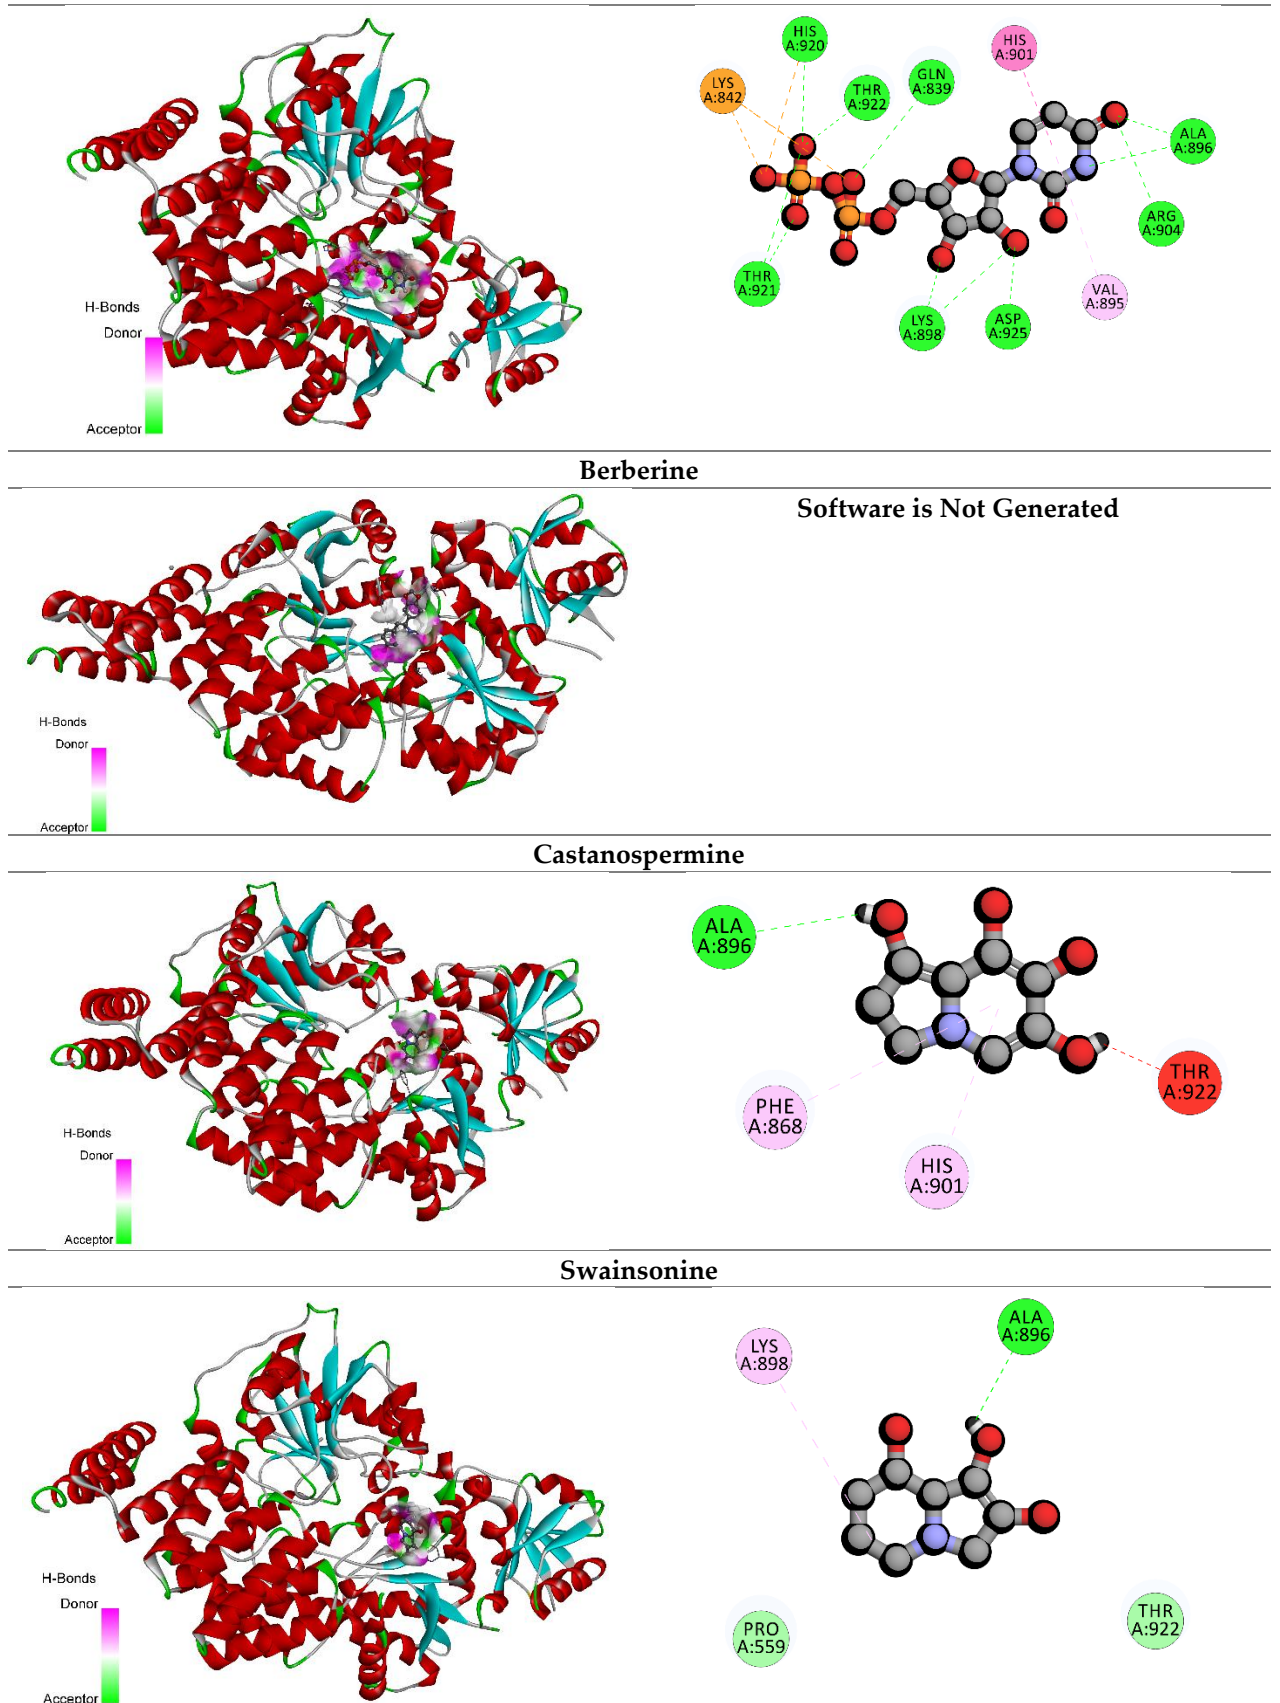 HIS
A:920
HIS
A:901
LYS
A:842
THR
A:922
GLN
A:839
ALA
A:896
ARG
A:904
THR
A:921
LYS
A:898
ASP
A:925
VAL
A:895
H-Bonds
Donor
Acceptor
Berberine
Software is Not Generated
H-Bonds
Donor
Acceptor
Castanospermine
ALA
A:896
THR
A:922
PHE
A:868
HIS
A:901
H-Bonds
Donor
Acceptor
Swainsonine
LYS
A:898
ALA
A:896
PRO
A:559
THR
A:922
H-Bonds
Donor
Acceptor